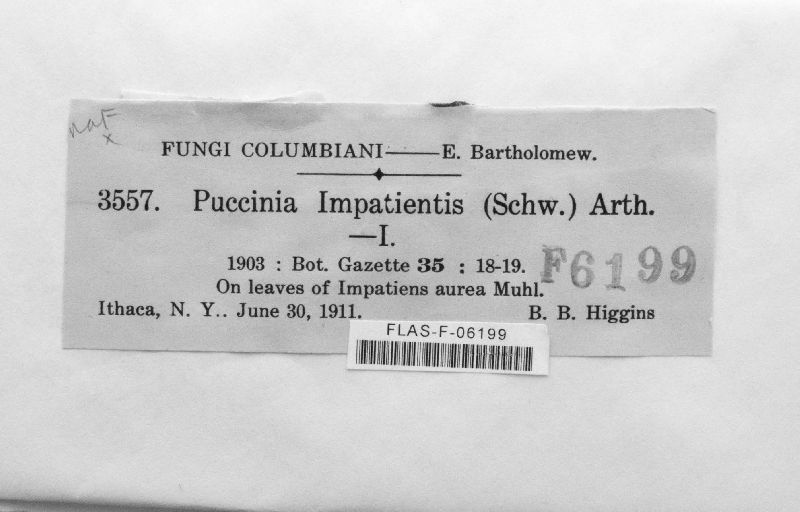 naF
x
FUNGI COLUMBIANI——E. Bartholomew.
3557. Puccinia Impatientis (Schw.) Arth.
—I.
1903 : Bot. Gazette 35 : 18-19.
F6199
On leaves of Impatiens aurea Muhl.
Ithaca, N. Y.. June 30, 1911. B. B. Higgins
FLAS-F-06199